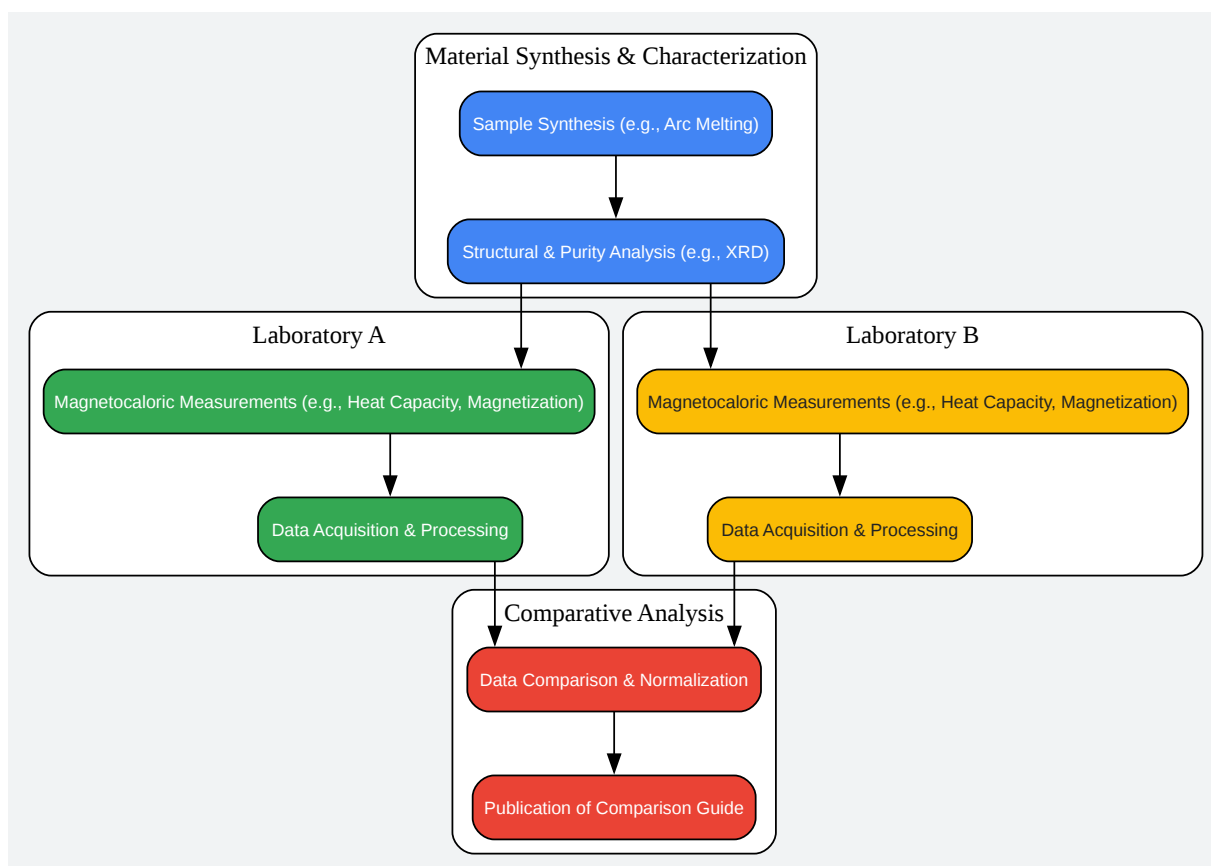 Material Synthesis & Characterization
Sample Synthesis (e.g., Arc Melting)
Structural & Purity Analysis (e.g., XRD)
Laboratory A
Magnetocaloric Measurements (e.g., Heat Capacity, Magnetization)
Data Acquisition & Processing
Laboratory B
Magnetocaloric Measurements (e.g., Heat Capacity, Magnetization)
Data Acquisition & Processing
Comparative Analysis
Data Comparison & Normalization
Publication of Comparison Guide